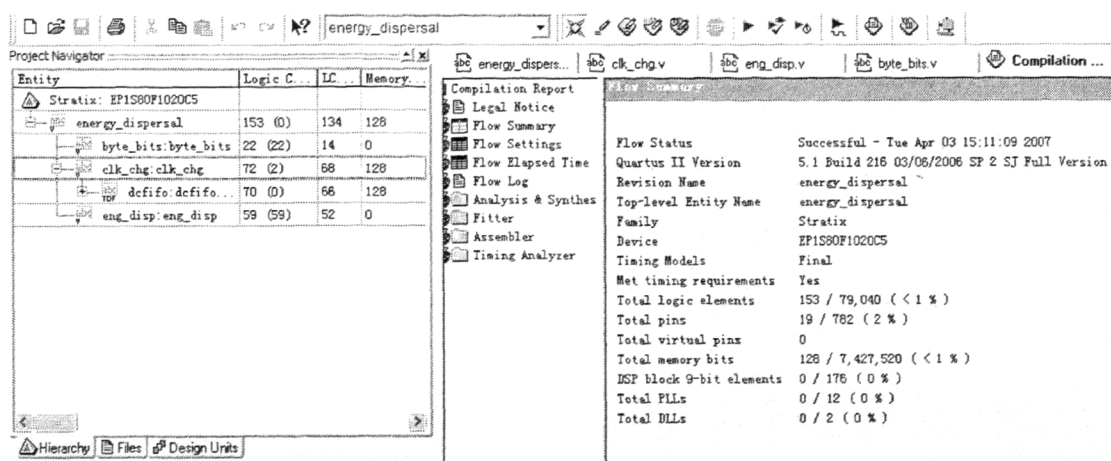 energy_dispersal
Project Navigator
Entity Logic C... LC... Memory...
Stratix: EP1S80F1020C5
energy_dispersal 153 (0) 134 128
byte_bits:byte_bits 22 (22) 14 0
clk_chg:clk_chg 72 (2) 68 128
dcfifo:dcfifo... 70 (0) 66 128
TDF
eng_disp:eng_disp 59 (59) 52 0
Hierarchy Files Design Units
energy_dispers... clk_chg.v eng_disp.v byte_bits.v Compilation ...
Compilation Report
Legal Notice
Flow Summary
Flow Settings
Flow Elapsed Time
Flow Log
Analysis & Synthes
Fitter
Assembler
Timing Analyzer
Flow Summary
Flow Status Successful - Tue Apr 03 15:11:09 2007
Quartus II Version 5.1 Build 216 03/06/2006 SP 2 SJ Full Version
Revision Name energy_dispersal
Top-level Entity Name energy_dispersal
Family Stratix
Device EP1S80F1020C5
Timing Models Final
Met timing requirements Yes
Total logic elements 153 / 79,040 ( < 1 % )
Total pins 19 / 782 ( 2 % )
Total virtual pins 0
Total memory bits 128 / 7,427,520 ( < 1 % )
DSP block 9-bit elements 0 / 176 ( 0 % )
Total PLLs 0 / 12 ( 0 % )
Total DLLs 0 / 2 ( 0 % )